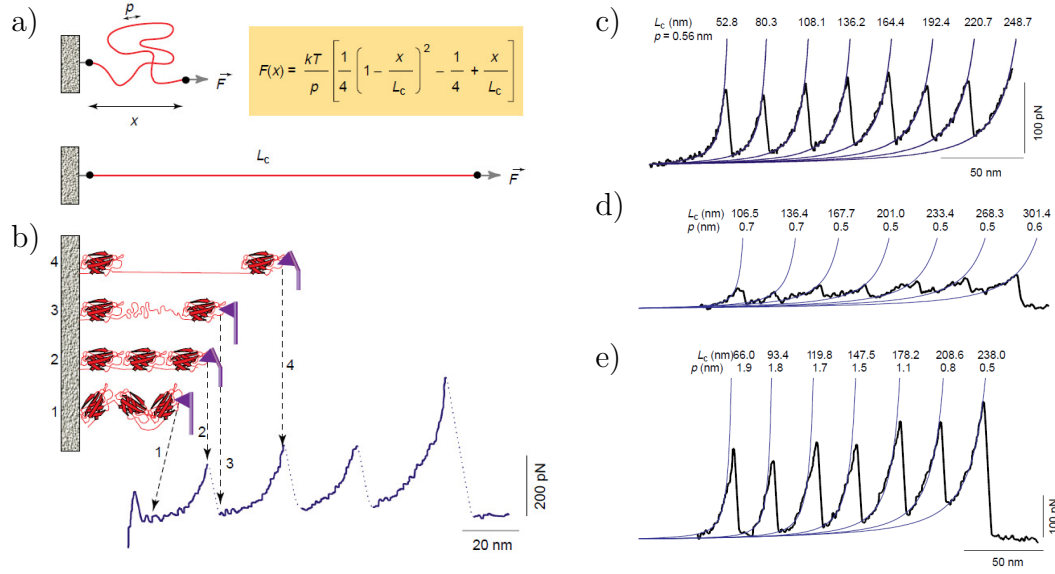 a)
p
F
x
F(x) = kT/p [ 1/4 ( 1 – x/Lc )2 – 1/4 + x/Lc ]
Lc
F
b)
4
3
2
1
1
2
3
4
200 pN
20 nm
c)
Lc (nm) 52.8 80.3 108.1 136.2 164.4 192.4 220.7 248.7
p = 0.56 nm
100 pN
50 nm
d)
Lc (nm) 106.5 136.4 167.7 201.0 233.4 268.3 301.4
p (nm) 0.7 0.7 0.5 0.5 0.5 0.5 0.6
e)
Lc (nm) 66.0 93.4 119.8 147.5 178.2 208.6 238.0
p (nm) 1.9 1.8 1.7 1.5 1.1 0.8 0.5
100 pN
50 nm